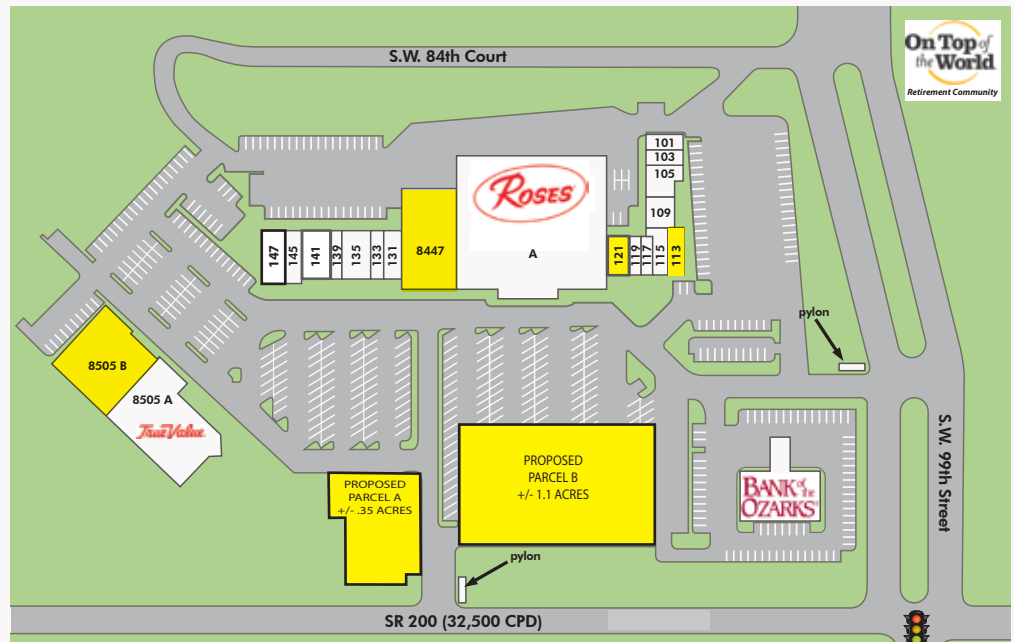 On Top of
the World
Retirement Community
S.W. 84th Court
101
103
105
109
ROSES
A
8447
147
145
141
139
135
133
131
121
119
117
115
113
pylon
8505 B
8505 A
True Value
PROPOSED
PARCEL A
+/- .35 ACRES
PROPOSED
PARCEL B
+/- 1.1 ACRES
BANK of the
OZARKS
S.W. 99th Street
pylon
SR 200 (32,500 CPD)